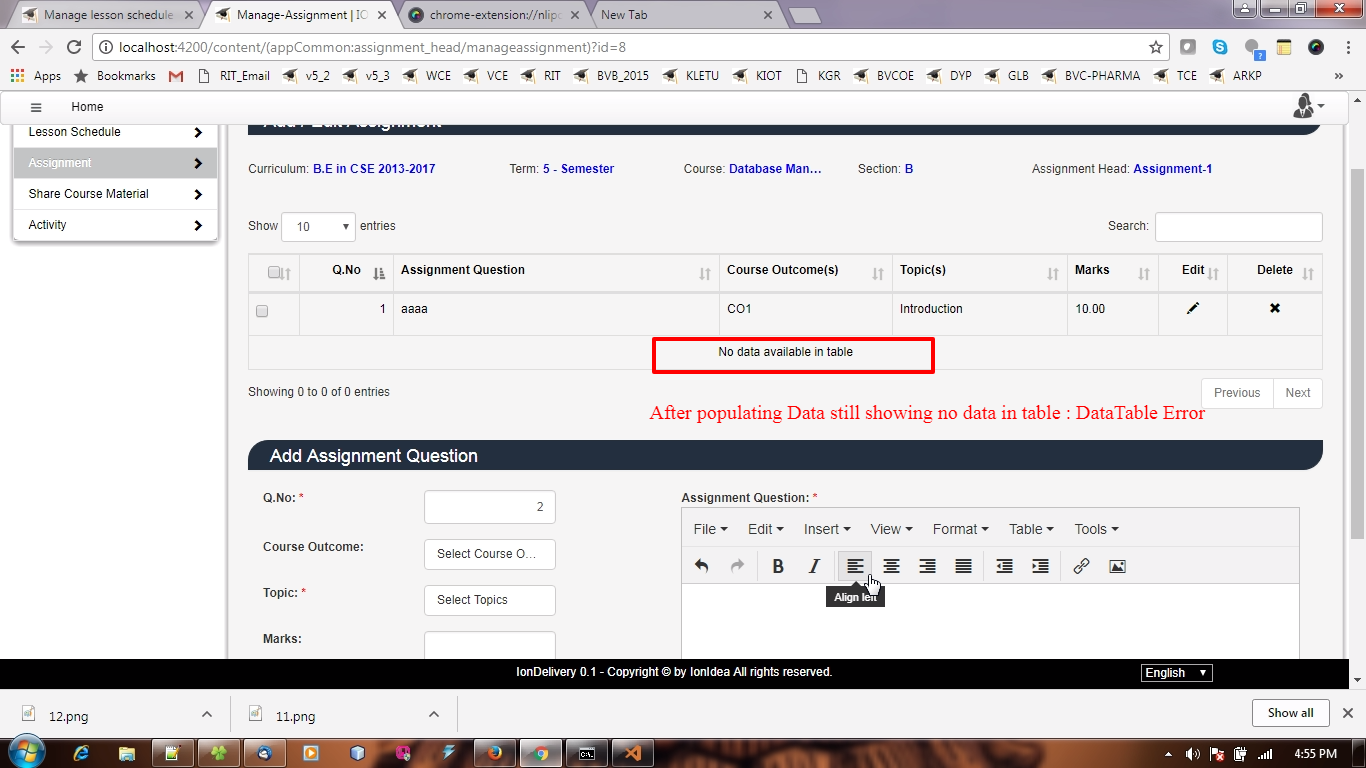 Manage lesson schedule
Manage-Assignment | IO
chrome-extension://nlipc
New Tab
localhost:4200/content/(appCommon:assignment_head/manageassignment)?id=8
Apps Bookmarks RIT_Email v5_2 v5_3 WCE VCE RIT BVB_2015 KLETU KIOT KGR BVCOE DYP GLB BVC-PHARMA TCE ARKP »
Home
Lesson Schedule
Assignment
Share Course Material
Activity
Curriculum: B.E in CSE 2013-2017 Term: 5 - Semester Course: Database Man... Section: B Assignment Head: Assignment-1
Show 10 entries Search:
Q.No Assignment Question Course Outcome(s) Topic(s) Marks Edit Delete
1 aaaa CO1 Introduction 10.00
No data available in table
Showing 0 to 0 of 0 entries Previous Next
After populating Data still showing no data in table : DataTable Error
Add Assignment Question
Q.No: * 2
Course Outcome: Select Course O...
Topic: * Select Topics
Marks:
Assignment Question: *
File Edit Insert View Format Table Tools
B I
Align left
IonDelivery 0.1 - Copyright © by IonIdea All rights reserved. English
12.png 11.png Show all
4:55 PM